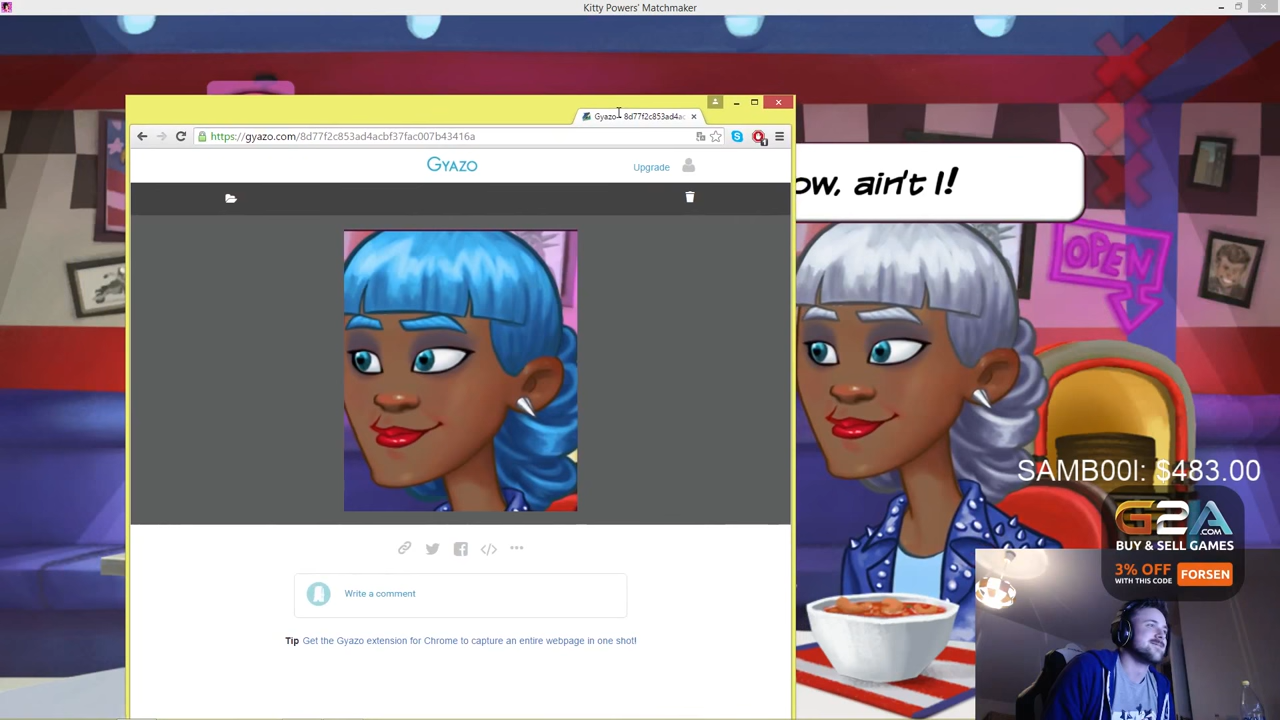 Kitty Powers' Matchmaker
Gyazo - 8d77f2c853ad4ac
https://gyazo.com/8d77f2c853ad4acbf37fac007b43416a
GYAZO
Upgrade
ow, ain't I!
OPEN
Write a comment
Tip Get the Gyazo extension for Chrome to capture an entire webpage in one shot!
SAMB00I: $483.00
G2A
.COM
BUY & SELL GAMES
3% OFF
WITH THIS CODE
FORSEN